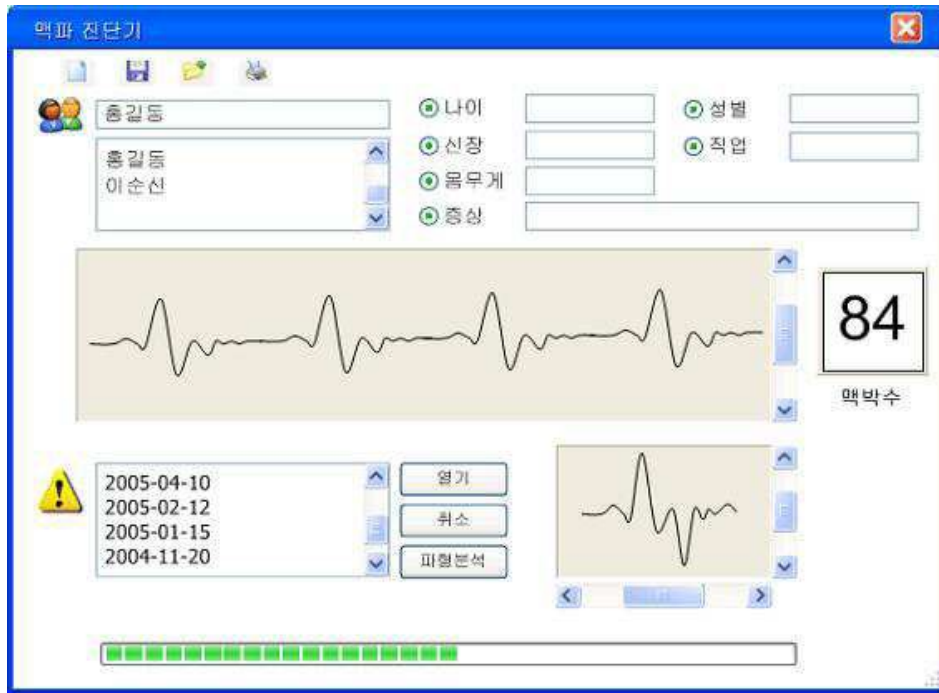 맥파 진단기
홍길동
홍길동
이순신
나이
성별
신장
직업
몸무게
증상
84
맥박수
2005-04-10
2005-02-12
2005-01-15
2004-11-20
열기
취소
파형분석